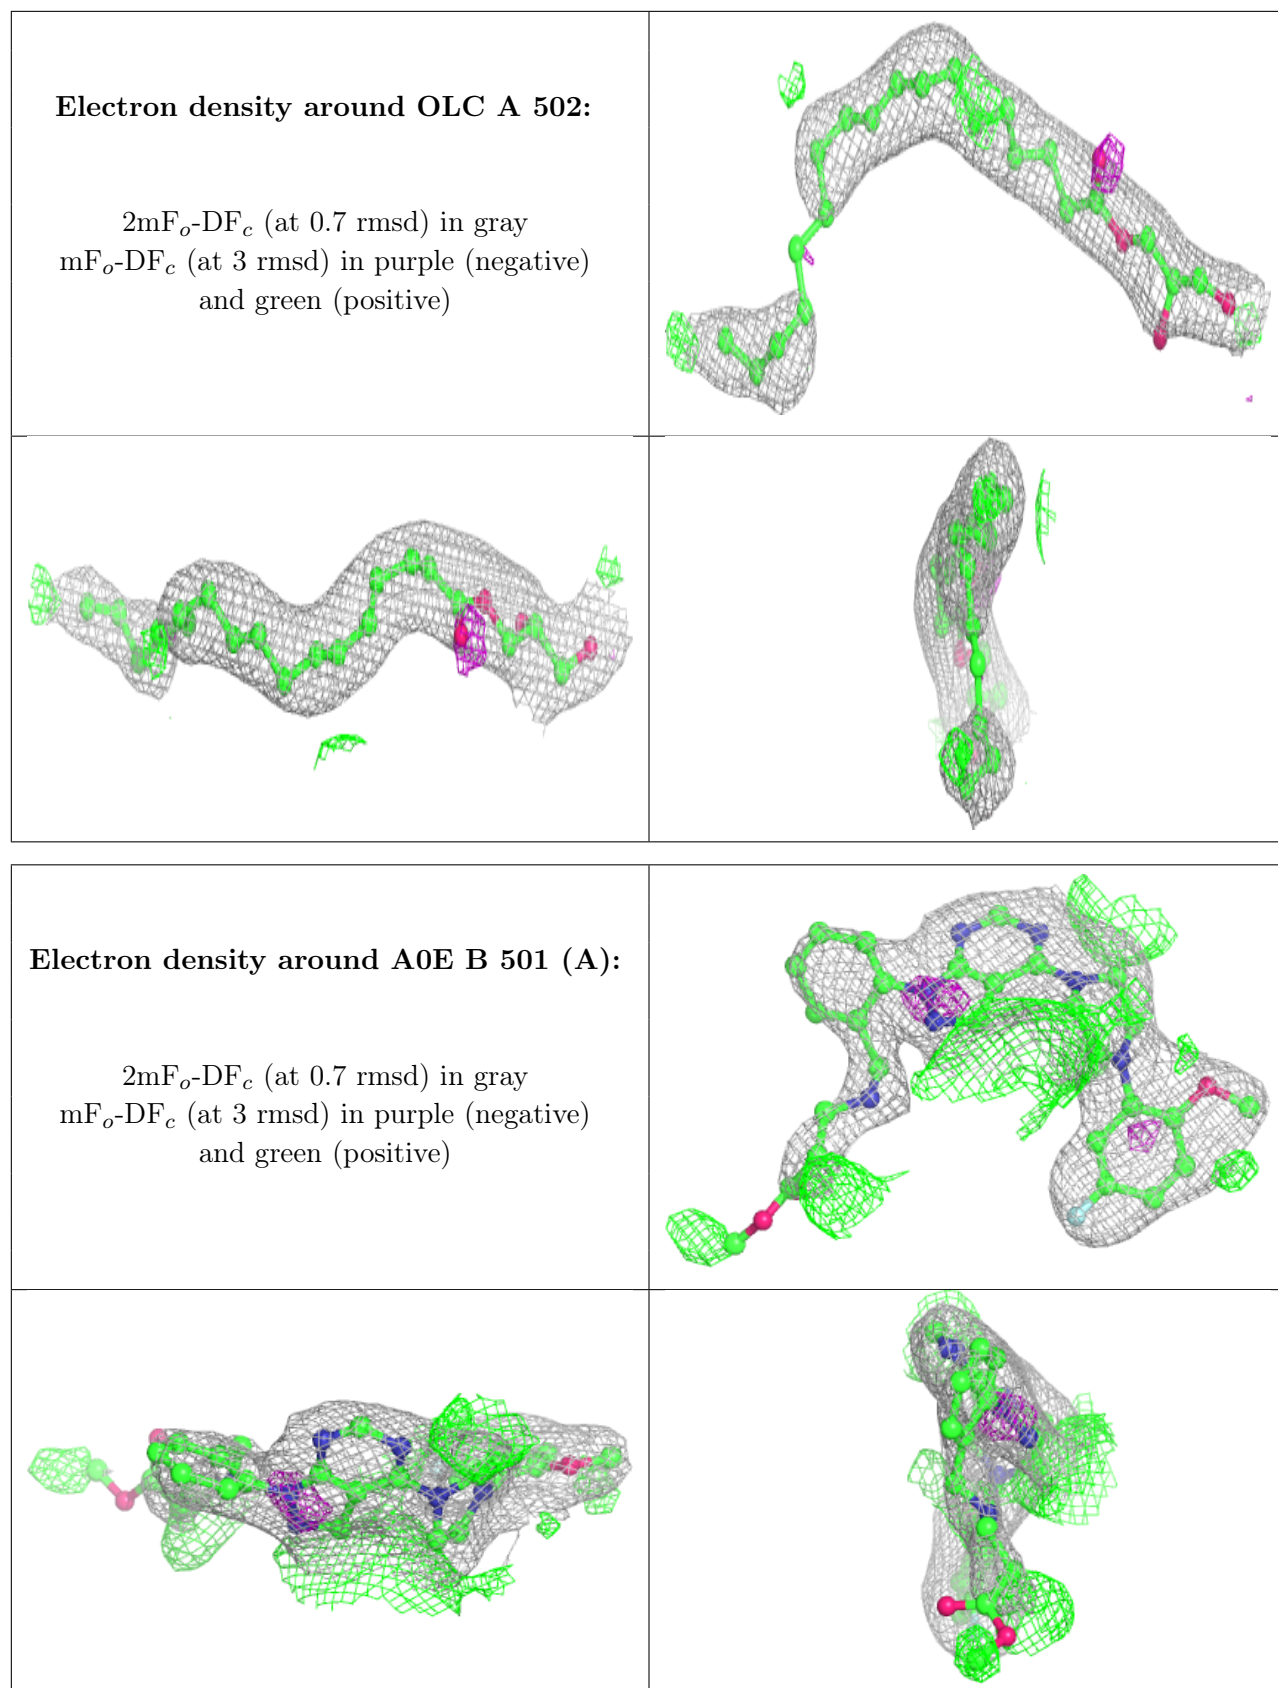 Electron density around OLC A 502:
2mFo-DFc (at 0.7 rmsd) in gray
mFo-DFc (at 3 rmsd) in purple (negative)
and green (positive)
Electron density around A0E B 501 (A):
2mFo-DFc (at 0.7 rmsd) in gray
mFo-DFc (at 3 rmsd) in purple (negative)
and green (positive)